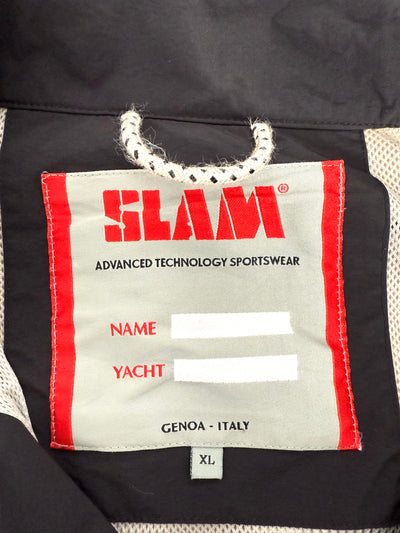 SLAM®
ADVANCED TECHNOLOGY SPORTSWEAR
NAME
YACHT
GENOA - ITALY
XL